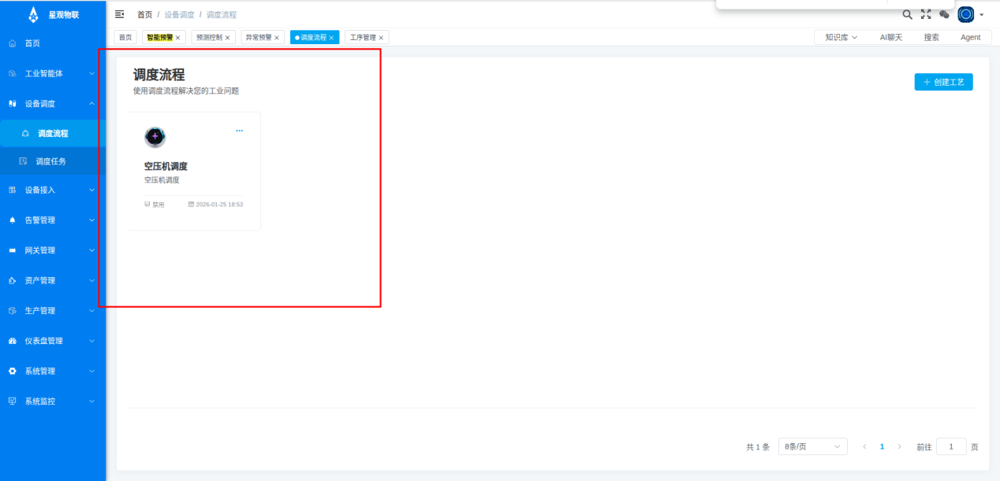 星观物联
首页 / 设备调度 / 调度流程
首页
智能预警 ×
预测控制 ×
异常预警 ×
调度流程 ×
工序管理 ×
知识库
AI聊天
搜索
Agent
首页
工业智能体
设备调度
调度流程
调度任务
设备接入
告警管理
网关管理
资产管理
生产管理
仪表盘管理
系统管理
系统监控
调度流程
使用调度流程解决您的工业问题
+ 创建工艺
···
空压机调度
空压机调度
禁用
2026-01-25 18:53
共 1 条
8条/页
< 1 >
前往 1 页